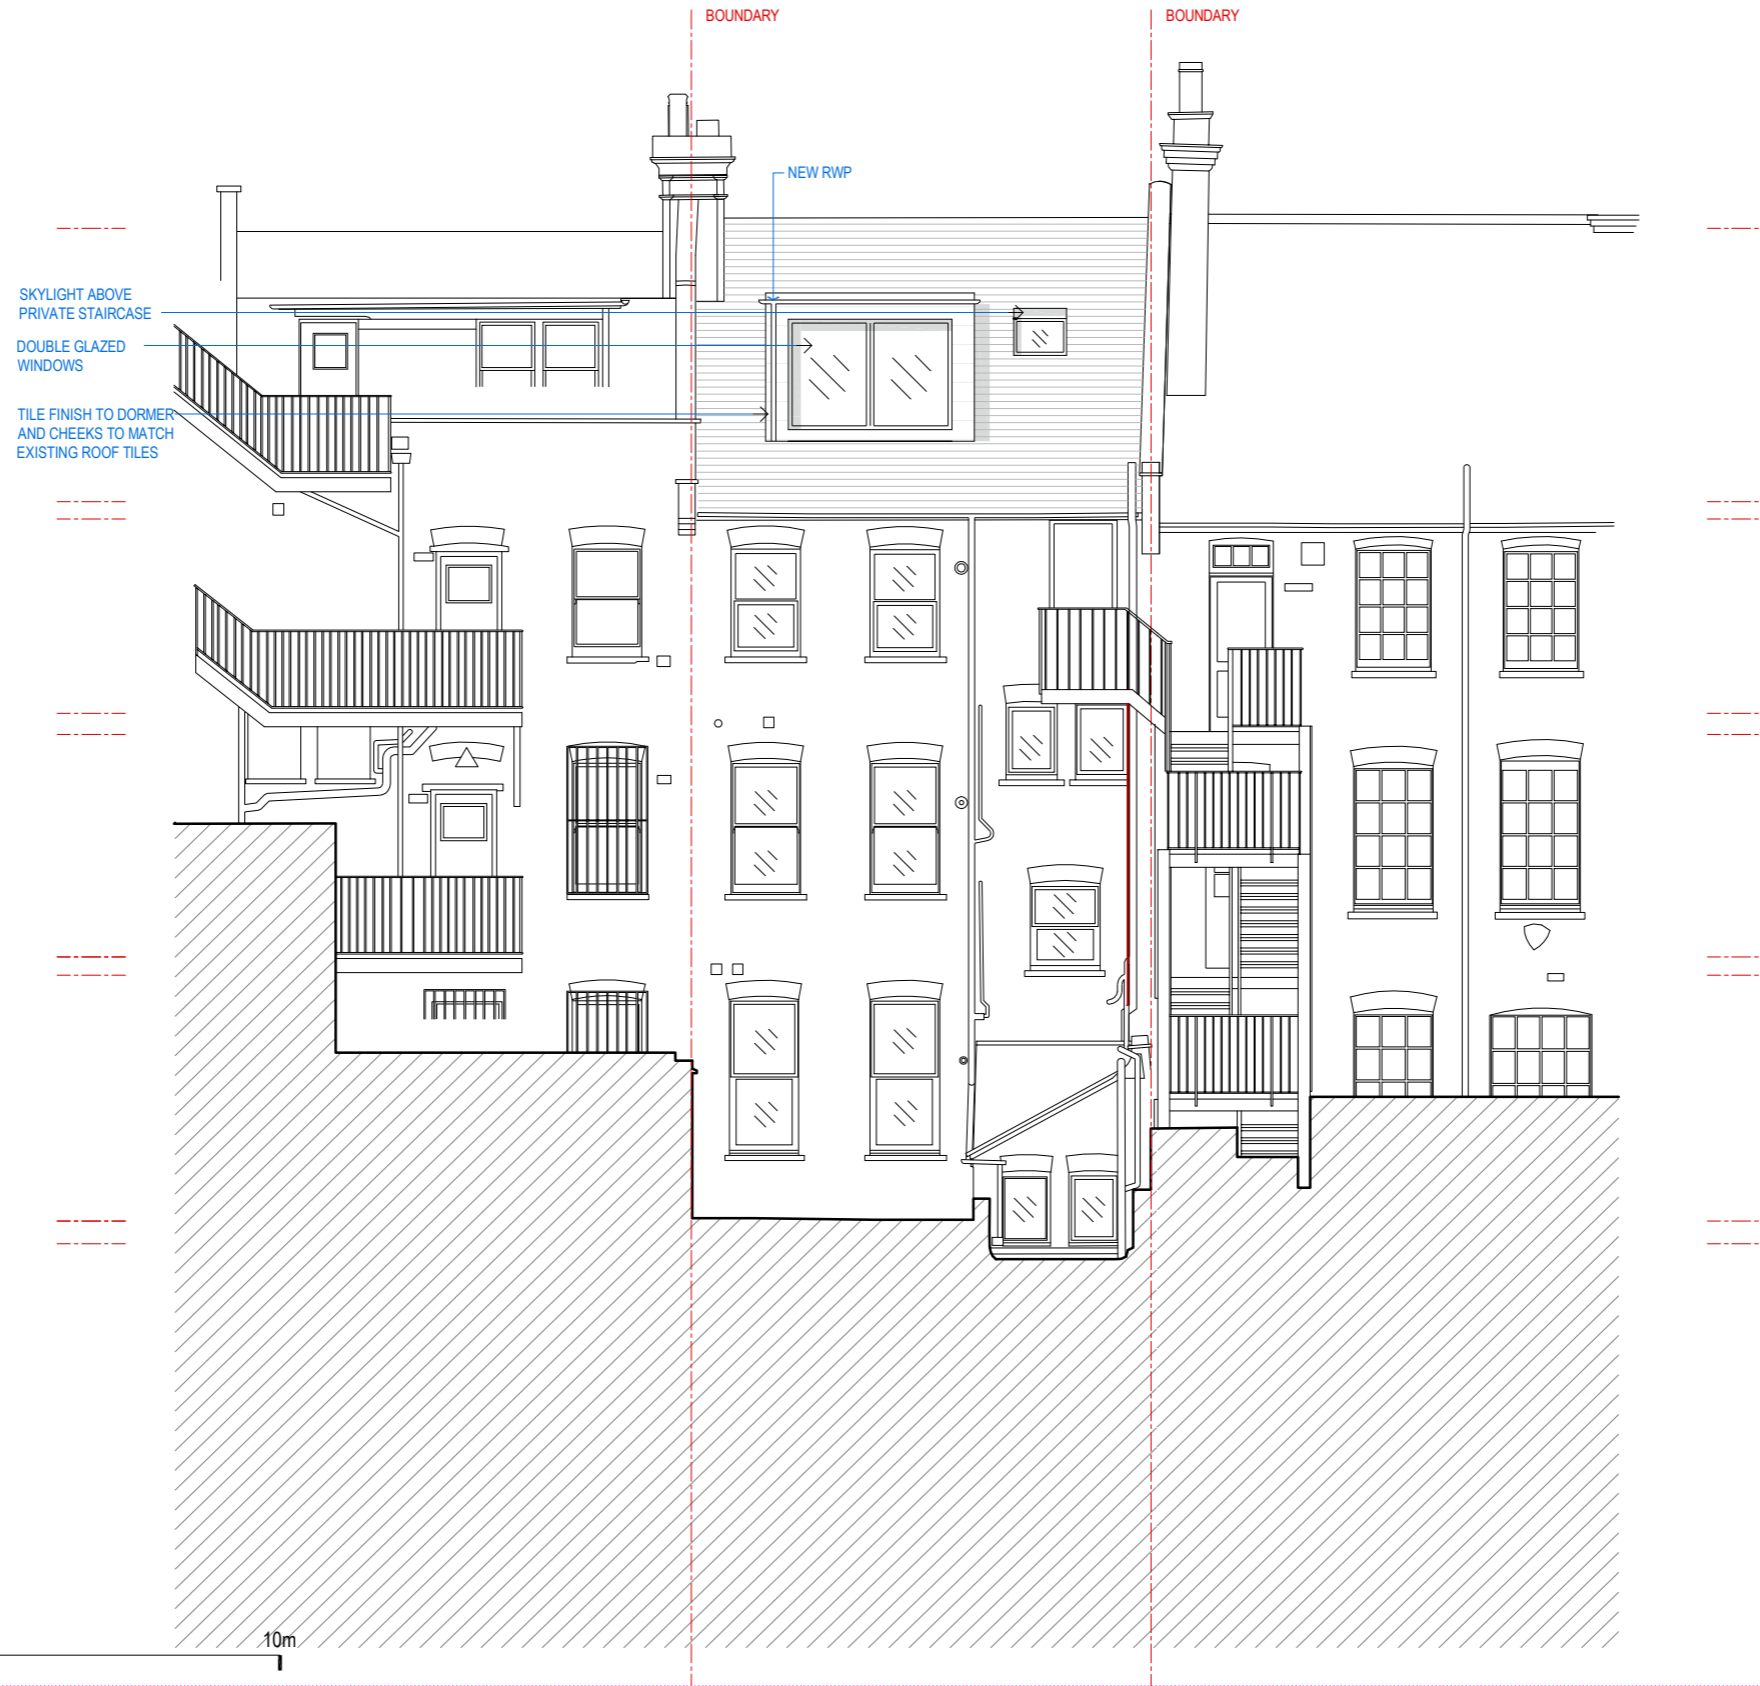 BOUNDARY
BOUNDARY
NEW RWP
SKYLIGHT ABOVE
PRIVATE STAIRCASE
DOUBLE GLAZED
WINDOWS
TILE FINISH TO DORMER
AND CHEEKS TO MATCH
EXISTING ROOF TILES
10m